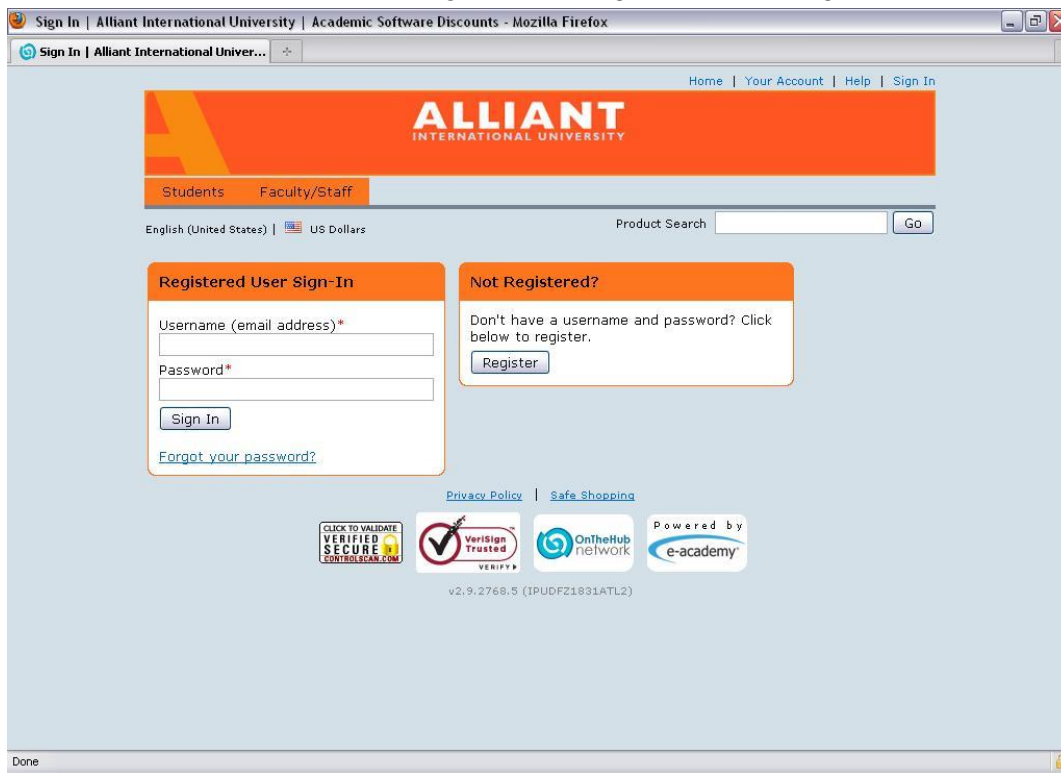 Sign In | Alliant International University | Academic Software Discounts - Mozilla Firefox
Sign In | Alliant International Univer...
Home | Your Account | Help | Sign In
ALLIANT
INTERNATIONAL UNIVERSITY
Students Faculty/Staff
English (United States) | US Dollars
Product Search Go
Registered User Sign-In
Username (email address)*
Password*
Sign In
Forgot your password?
Not Registered?
Don't have a username and password? Click
below to register.
Register
Privacy Policy | Safe Shopping
CLICK TO VALIDATE
VERIFIED
SECURE
CONTROLSCAN.COM
VeriSign
Trusted
VERIFY
OnTheHub
network
Powered by
e-academy
v2.9.2768.5 (IPUDFZ1831ATL2)
Done